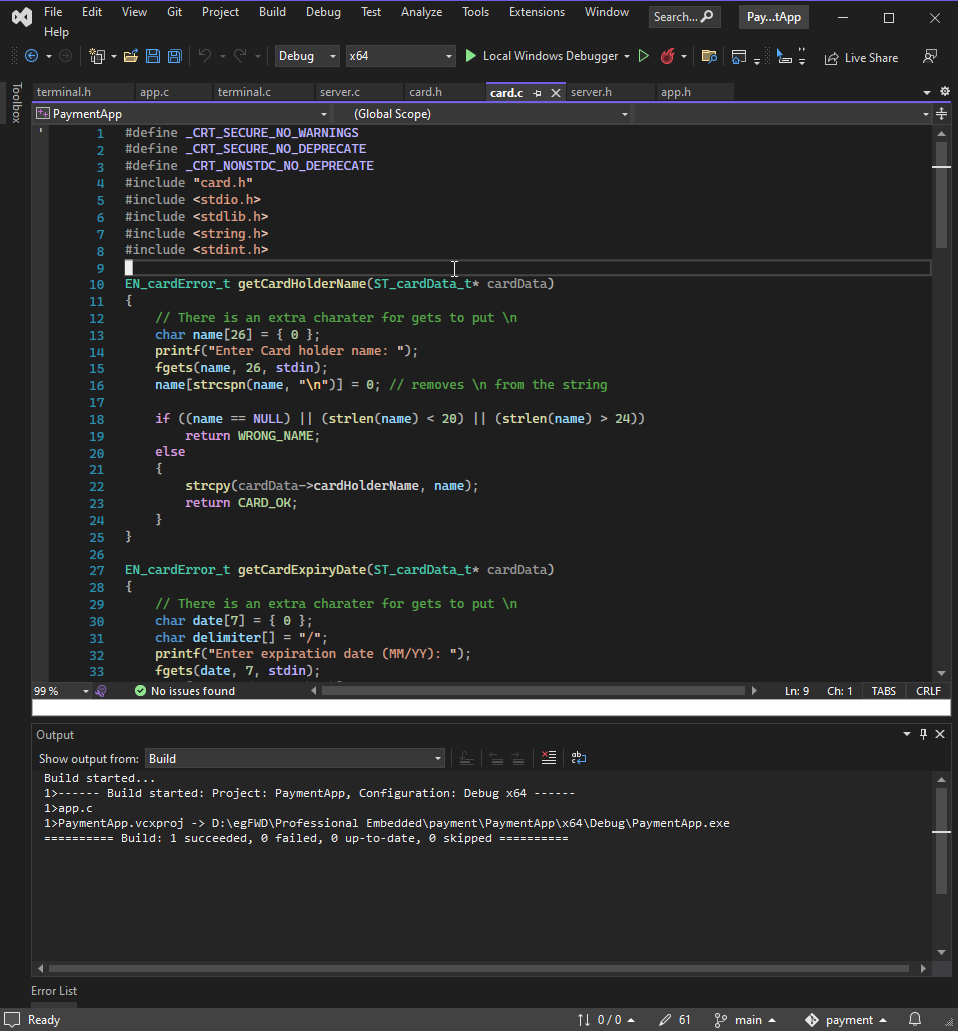 File Edit View Git Project Build Debug Test Analyze Tools Extensions Window Search... Pay...tApp
Help
Debug x64 Local Windows Debugger Live Share
Toolbox
terminal.h app.c terminal.c server.c card.h card.c server.h app.h
PaymentApp (Global Scope)
1 #define _CRT_SECURE_NO_WARNINGS
2 #define _CRT_SECURE_NO_DEPRECATE
3 #define _CRT_NONSTDC_NO_DEPRECATE
4 #include "card.h"
5 #include <stdio.h>
6 #include <stdlib.h>
7 #include <string.h>
8 #include <stdint.h>
9
10 EN_cardError_t getCardHolderName(ST_cardData_t* cardData)
11 {
12 // There is an extra charater for gets to put \n
13 char name[26] = { 0 };
14 printf("Enter Card holder name: ");
15 fgets(name, 26, stdin);
16 name[strcspn(name, "\n")] = 0; // removes \n from the string
17
18 if ((name == NULL) || (strlen(name) < 20) || (strlen(name) > 24))
19 return WRONG_NAME;
20 else
21 {
22 strcpy(cardData->cardHolderName, name);
23 return CARD_OK;
24 }
25 }
26
27 EN_cardError_t getCardExpiryDate(ST_cardData_t* cardData)
28 {
29 // There is an extra charater for gets to put \n
30 char date[7] = { 0 };
31 char delimiter[] = "/";
32 printf("Enter expiration date (MM/YY): ");
33 fgets(date, 7, stdin);
99 % No issues found Ln: 9 Ch: 1 TABS CRLF
Output
Show output from: Build
Build started...
1>------ Build started: Project: PaymentApp, Configuration: Debug x64 ------
1>app.c
1>PaymentApp.vcxproj -> D:\egFWD\Professional Embedded\payment\PaymentApp\x64\Debug\PaymentApp.exe
========== Build: 1 succeeded, 0 failed, 0 up-to-date, 0 skipped ==========
Error List
Ready 0 / 0 61 main payment